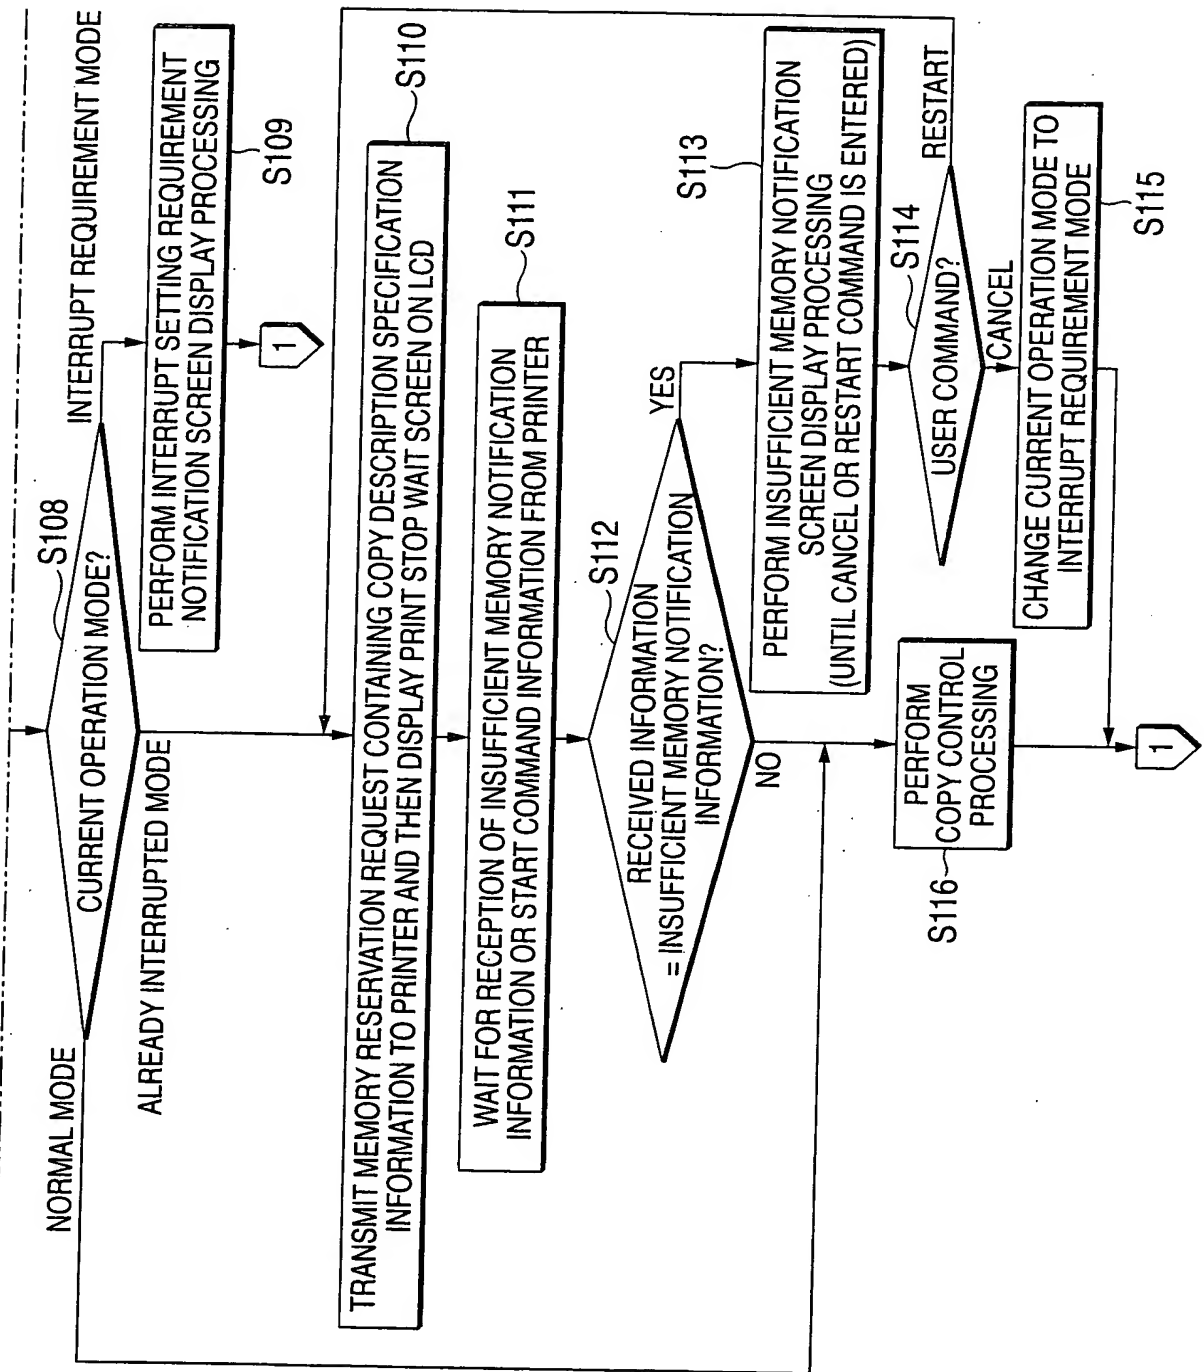 CURRENT OPERATION MODE?
S108
NORMAL MODE
ALREADY INTERRUPTED MODE
INTERRUPT REQUIREMENT MODE
PERFORM INTERRUPT SETTING REQUIREMENT
NOTIFICATION SCREEN DISPLAY PROCESSING
S109
1
TRANSMIT MEMORY RESERVATION REQUEST CONTAINING COPY DESCRIPTION SPECIFICATION
INFORMATION TO PRINTER AND THEN DISPLAY PRINT STOP WAIT SCREEN ON LCD
S110
WAIT FOR RECEPTION OF INSUFFICIENT MEMORY NOTIFICATION
INFORMATION OR START COMMAND INFORMATION FROM PRINTER
S111
RECEIVED INFORMATION
= INSUFFICIENT MEMORY NOTIFICATION
INFORMATION?
S112
YES
NO
PERFORM INSUFFICIENT MEMORY NOTIFICATION
SCREEN DISPLAY PROCESSING
(UNTIL CANCEL OR RESTART COMMAND IS ENTERED)
S113
USER COMMAND?
S114
RESTART
CANCEL
CHANGE CURRENT OPERATION MODE TO
INTERRUPT REQUIREMENT MODE
S115
PERFORM
COPY CONTROL
PROCESSING
S116
1